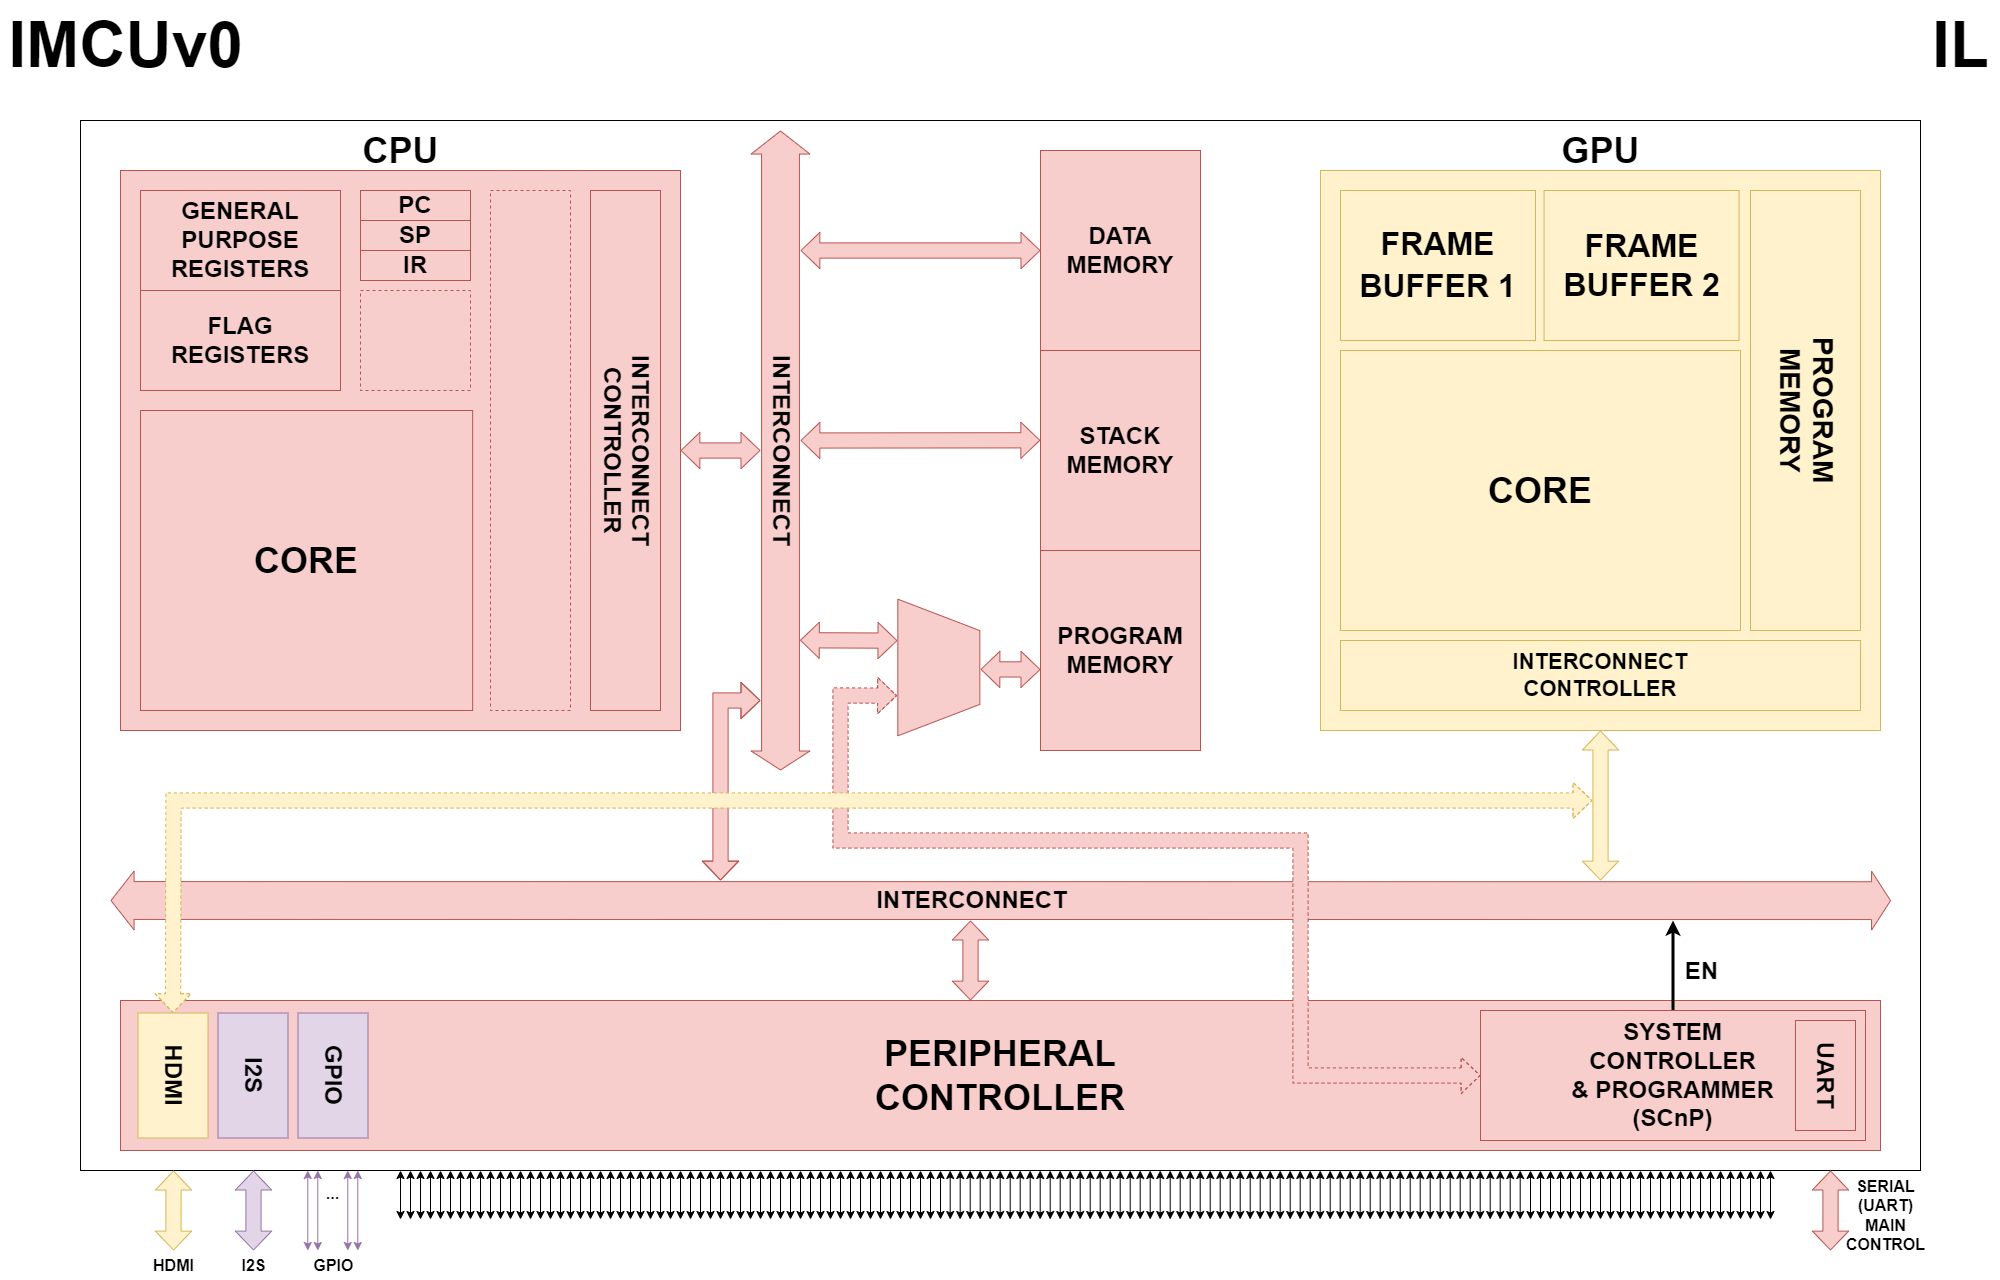 IMCUv0
IL
CPU
GENERAL
PURPOSE
REGISTERS
FLAG
REGISTERS
PC
SP
IR
CORE
INTERCONNECT
CONTROLLER
INTERCONNECT
DATA
MEMORY
STACK
MEMORY
PROGRAM
MEMORY
GPU
FRAME
BUFFER 1
FRAME
BUFFER 2
PROGRAM
MEMORY
CORE
INTERCONNECT
CONTROLLER
INTERCONNECT
EN
HDMI
I2S
GPIO
PERIPHERAL
CONTROLLER
SYSTEM
CONTROLLER
& PROGRAMMER
(SCnP)
UART
...
HDMI
I2S
GPIO
SERIAL
(UART)
MAIN
CONTROL